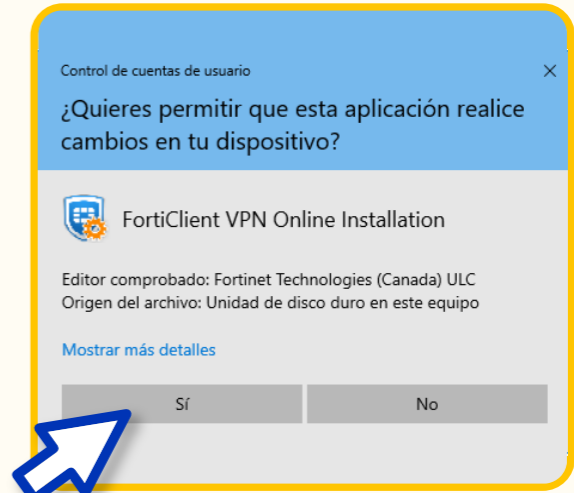 Control de cuentas de usuario
¿Quieres permitir que esta aplicación realice
cambios en tu dispositivo?
FortiClient VPN Online Installation
Editor comprobado: Fortinet Technologies (Canada) ULC
Origen del archivo: Unidad de disco duro en este equipo
Mostrar más detalles
Sí
No